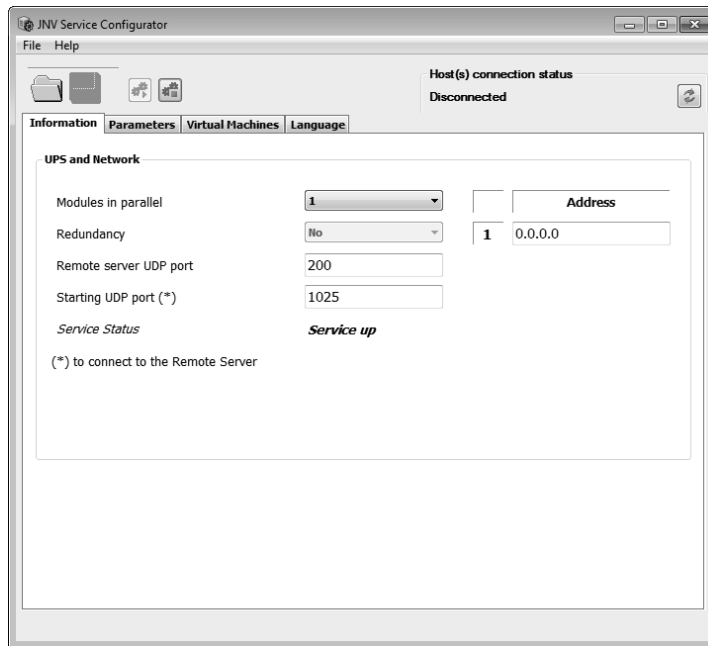 JNV Service Configurator
File Help
Host(s) connection status
Disconnected
Information Parameters Virtual Machines Language
UPS and Network
Modules in parallel 1 Address
Redundancy No 1 0.0.0.0
Remote server UDP port 200
Starting UDP port (*) 1025
Service Status Service up
(*) to connect to the Remote Server